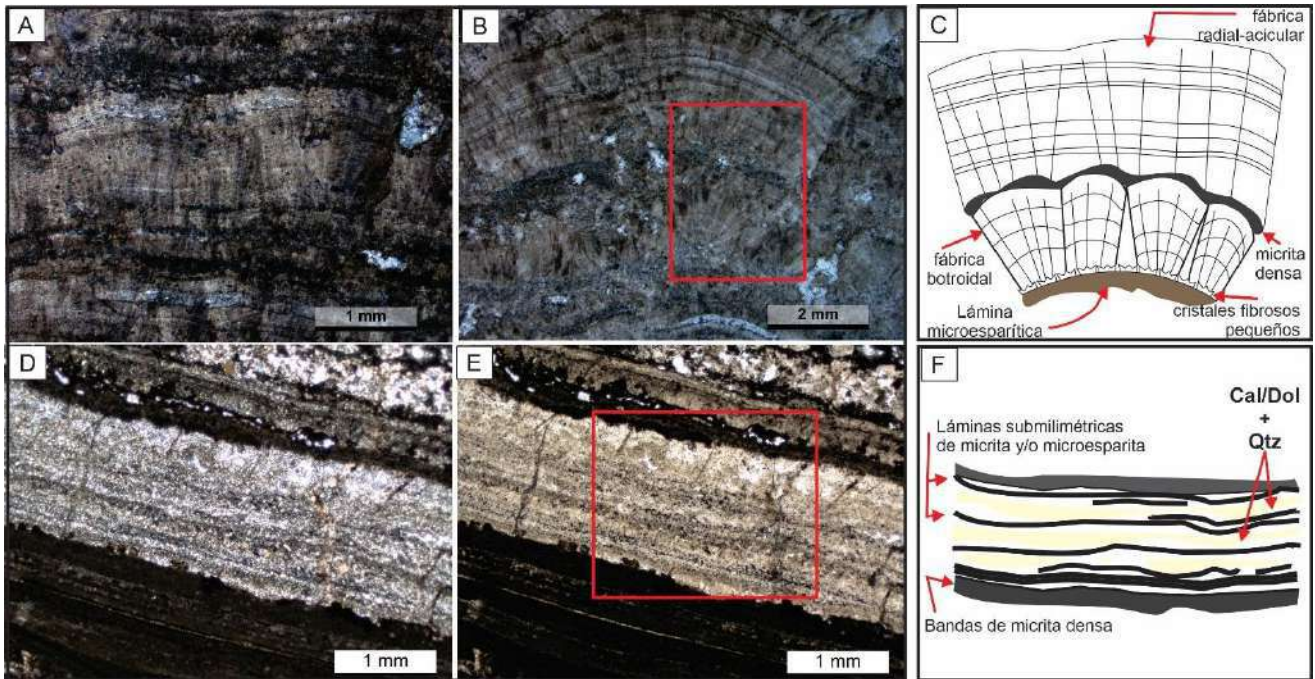 A
1 mm
B
2 mm
C
fábrica
radial-acicular
fábrica
botroidal
Lámina
microesparítica
micrita
densa
cristales fibrosos
pequeños
D
1 mm
E
1 mm
F
Láminas submilimétricas
de micrita y/o microesparita
Cal/Dol
+
Qtz
Bandas de micrita densa